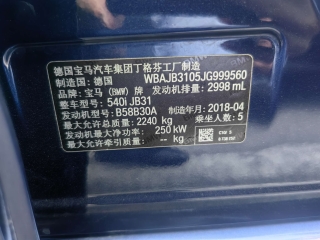 德国宝马汽车集团丁格芬工厂制造
制造国：德国 WBAJB3105JG999560
品牌：宝马 (BMW) 牌 发动机排量：2998 mL
整车型号：540i JB31
发动机型号：B58B30A 制造年月：2018-04
最大允许总质量：2240 kg 乘坐人数：5
发动机最大净功率：250 kW
最大允许牵引质量：-- kg